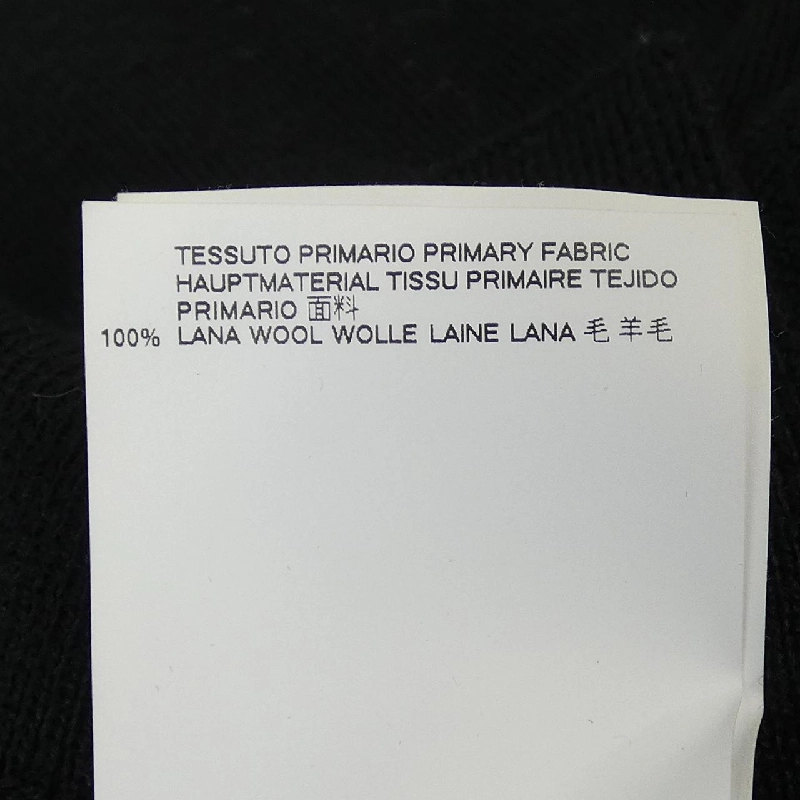 TESSUTO PRIMARIO PRIMARY FABRIC
HAUPTMATERIAL TISSU PRIMAIRE TEJIDO
PRIMARIO 面料
100% LANA WOOL WOLLE LAINE LANA 毛 羊毛